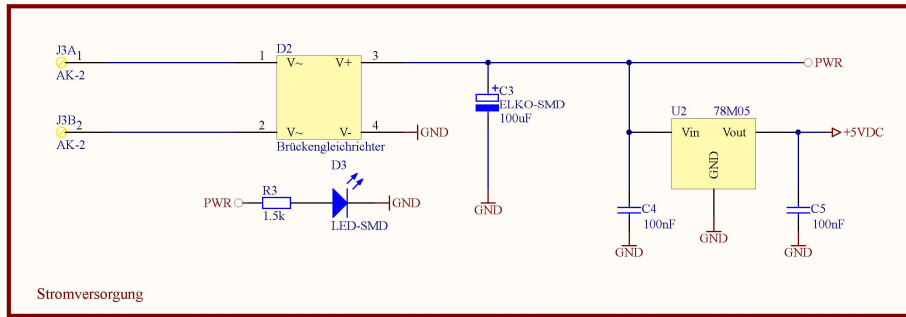 J3A
1
AK-2
J3B
2
AK-2
D2
1
V~
V+
3
2
V~
V-
4
GND
Brückengleichrichter
PWR
R3
1.5k
D3
LED-SMD
GND
+
C3
ELKO-SMD
100uF
GND
PWR
U2
78M05
Vin
Vout
GND
+5VDC
C4
100nF
GND
GND
C5
100nF
GND
Stromversorgung